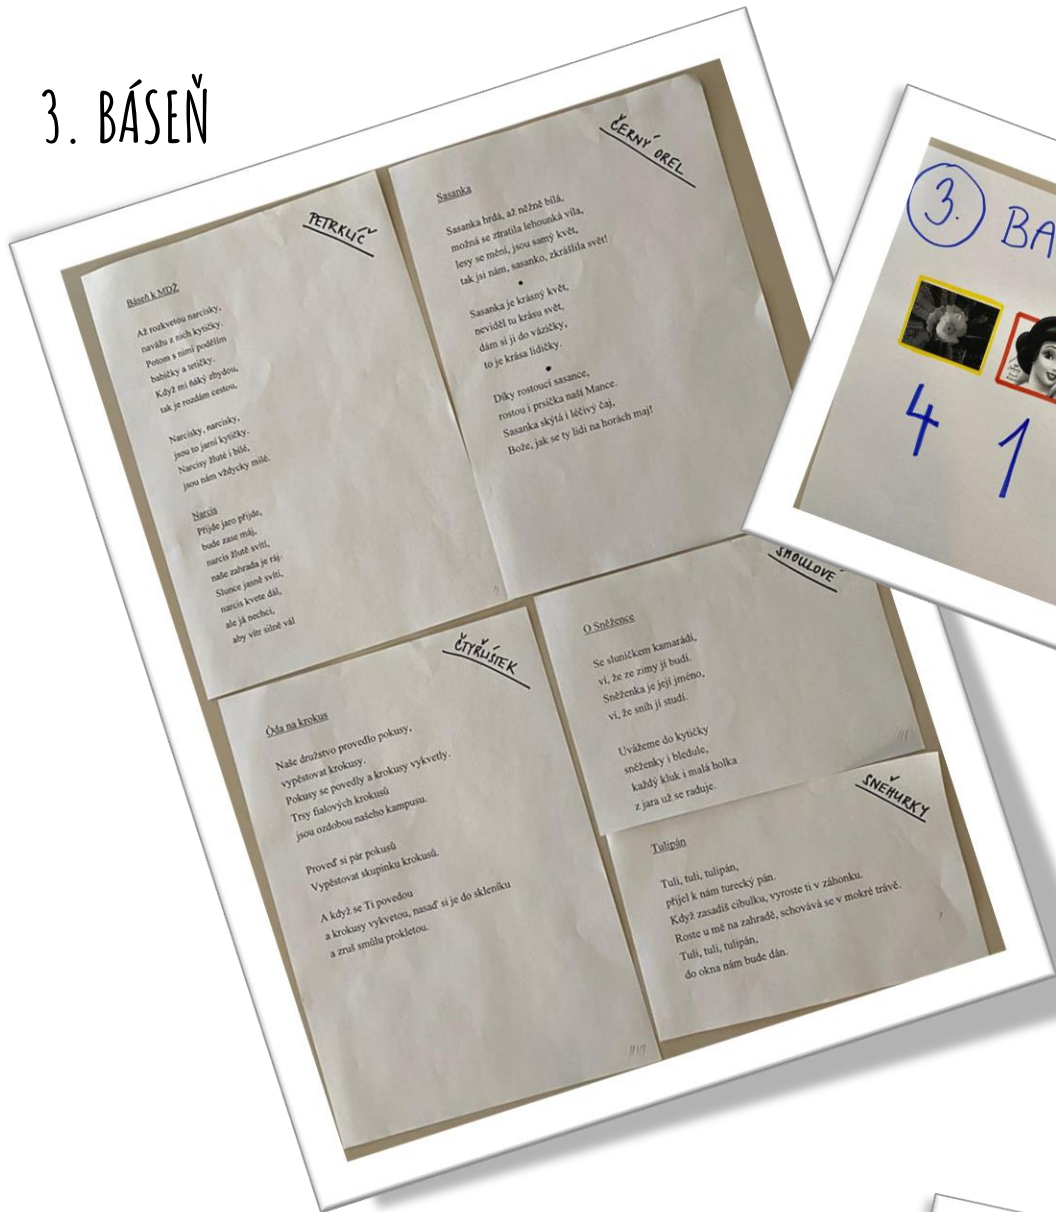 3. BÁSEŇ
PETRKLÍČ
Báseň k MDŽ
Až rozkvetou narcisky,
navážu z nich kytičky.
Potom s nimi podělím
babičky a tetičky.
Když mi ňáký zbydou,
tak je rozdám cestou,
Narcisky, narcisky,
jsou to jarní kytičky.
Narcisy žluté i bílé,
jsou nám vždycky milé.
Narcis
Přijde jaro přijde,
bude zase máj,
narcis žlutě svítí,
naše zahrada je ráj.
Slunce jasně svítí,
narcis kvete dál,
ale já nechci,
aby vítr silně vál
ČERNÝ OREL
Sasanka
Sasanka hrdá, až něžně bílá,
možná se ztratila lehounká víla,
lesy se mění, jsou samý květ,
tak jsi nám, sasanko, zkrášlila svět!
Sasanka je krásný květ,
neviděl tu krásu svět,
dám si ji do vázičky,
to je krása lidičky.
Díky rostoucí sasance,
rostou i prsíčka naší Mance.
Sasanka skýtá i léčivý čaj,
Bože, jak se ty lidi na horách maj!
ČTYŘLÍSTEK
Óda na krokus
Naše družstvo provedlo pokusy,
vypěstovat krokusy.
Pokusy se povedly a krokusy vykvetly.
Trsy fialových krokusů
jsou ozdobou našeho kampusu.
Proveď si pár pokusů
Vypěstovat skupinku krokusů.
A když se Ti povedou
a krokusy vykvetou, nasaď si je do skleníku
a zruš smůlu prokletou.
ŠMOULOVÉ
O Sněžence
Se sluníčkem kamarádí,
ví, že ze zimy jí budí.
Sněženka je její jméno,
ví, že sníh jí studí.
Uvážeme do kytičky
sněženky i bledule,
každý kluk i malá holka
z jara už se raduje.
SNĚHURKY
Tulipán
Tuli, tuli, tulipán,
přijel k nám turecký pán.
Když zasadíš cibulku, vyroste ti v záhonku.
Roste u mě na zahradě, schovává se v mokré trávě.
Tuli, tuli, tulipán,
do okna nám bude dán.
3. BA
4 1